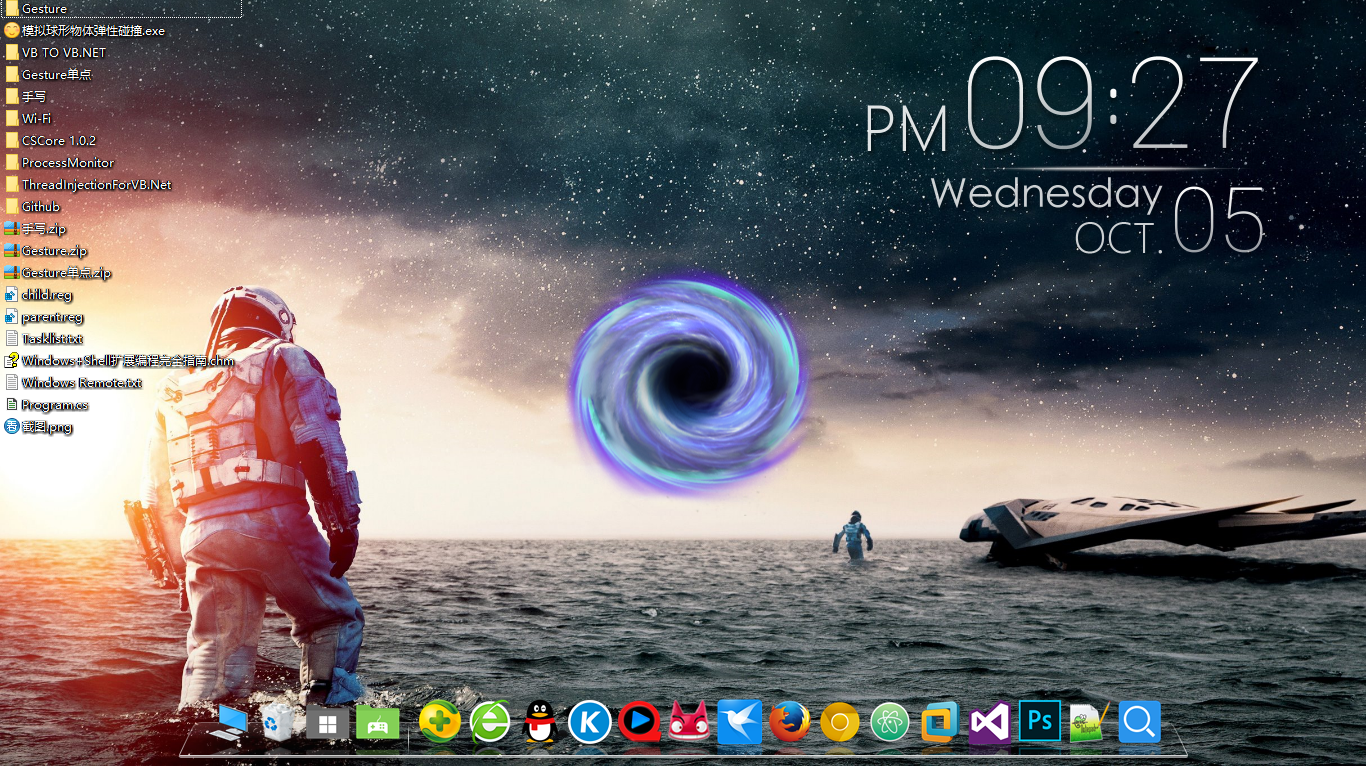 Gesture
模拟球形物体弹性碰撞.exe
VB TO VB.NET
Gesture单点
手写
Wi-Fi
CSCore 1.0.2
ProcessMonitor
ThreadInjectionForVB.Net
Github
手写.zip
Gesture.zip
Gesture单点.zip
child.reg
parent.reg
Tasklist.txt
Windows+Shell扩展编程完全指南.chm
Windows Remote.txt
Program.cs
截图.png
PM 09:27
Wednesday
OCT. 05
K
Ps